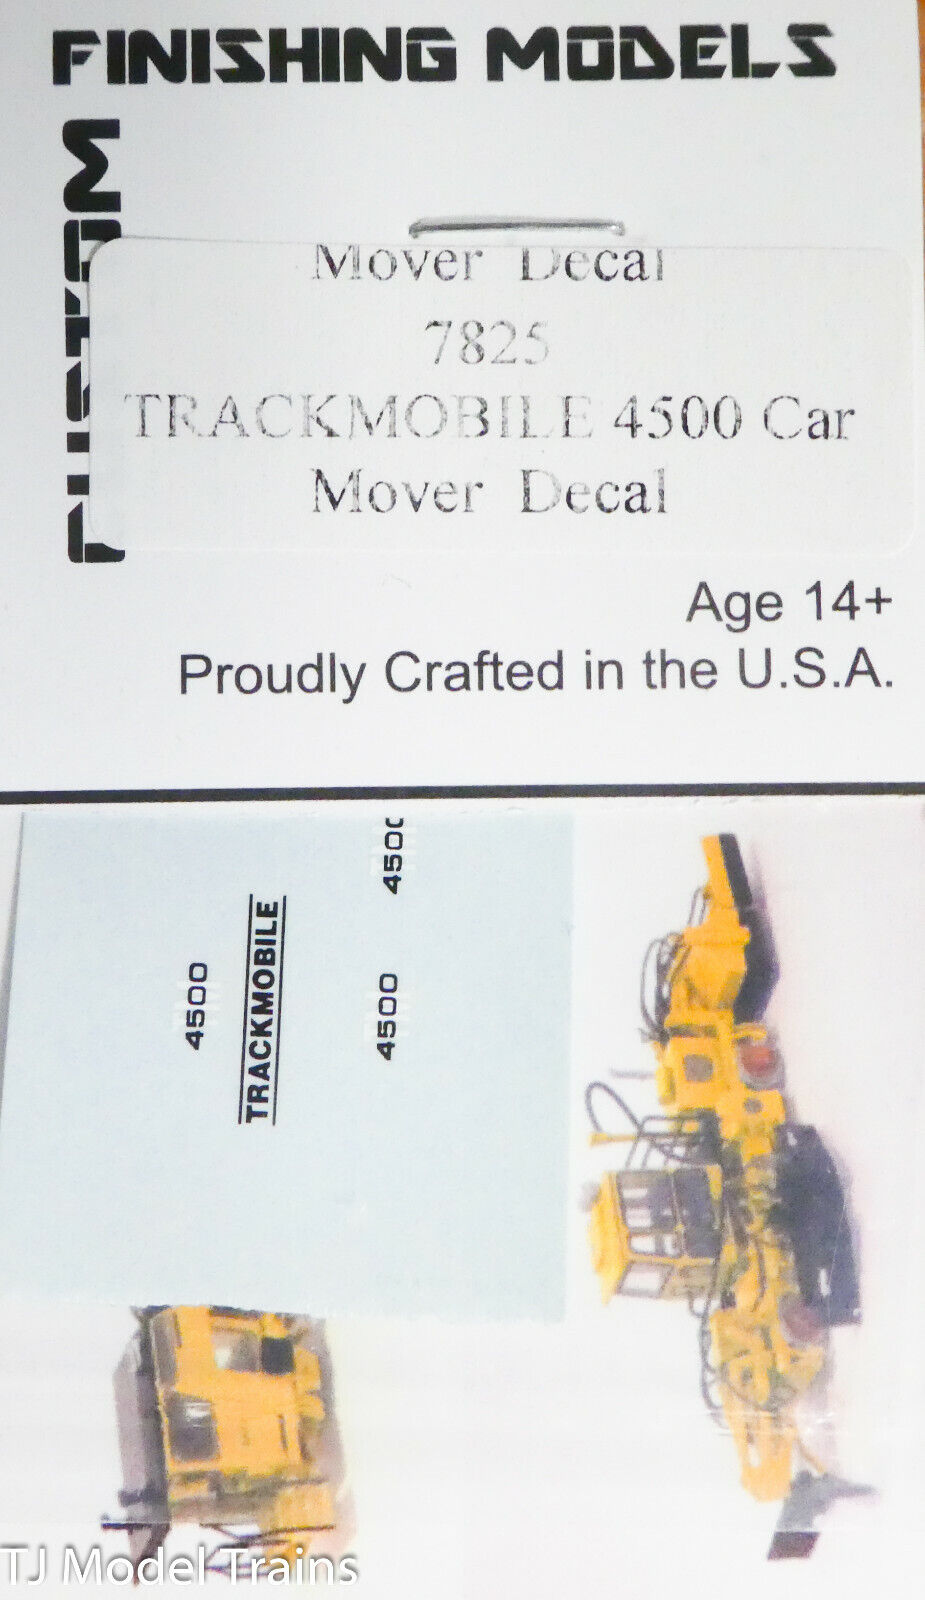 FINISHING MODELS
CUSTOM
Mover Decal
7825
TRACKMOBILE 4500 Car
Mover Decal
Age 14+
Proudly Crafted in the U.S.A.
4500
TRACKMOBILE
4500
4500
TJ Model Trains